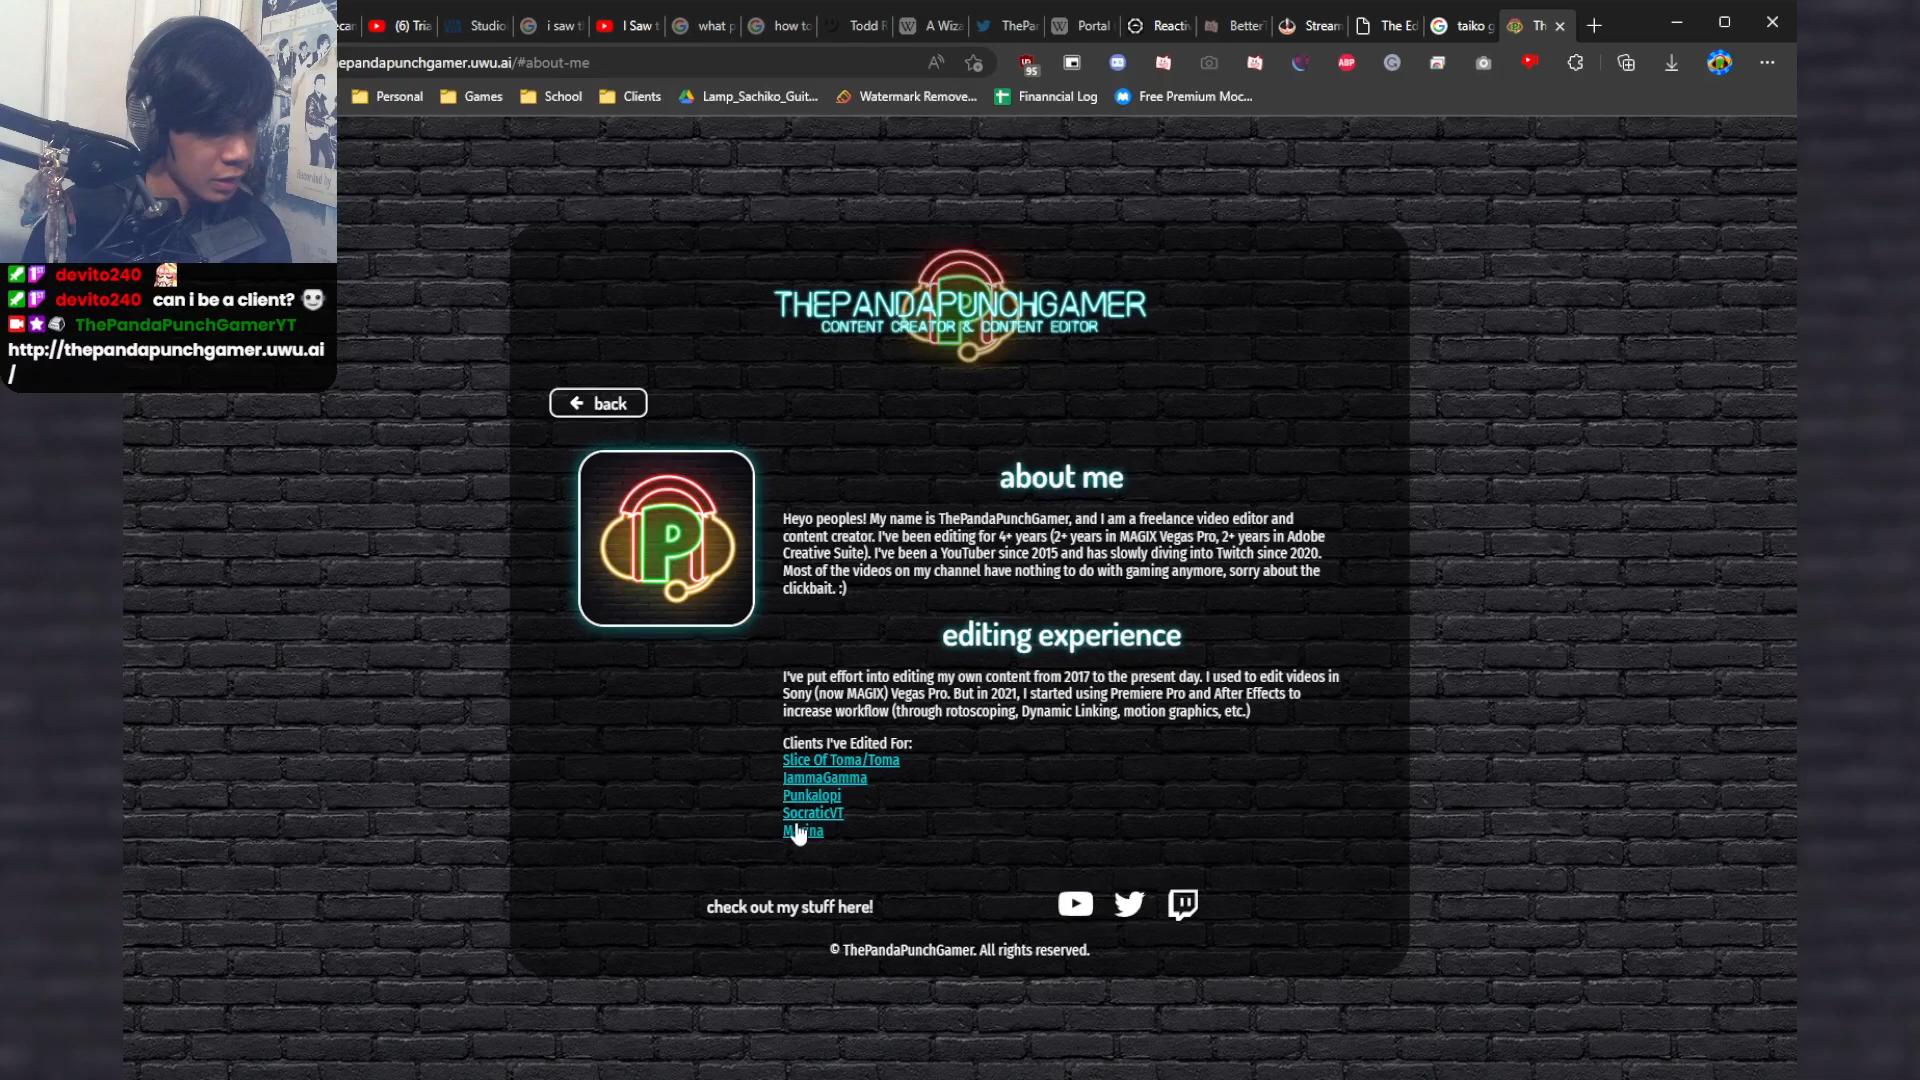 ecar
(6) Tria
Studio
i saw t
I Saw t
what p
how to
Todd R
A Wiza
ThePan
Portal
Reactiv
BetterT
Stream
The Ed
taiko g
Th
epandapunchgamer.uwu.ai/#about-me
95
ABP
Personal
Games
School
Clients
Lamp_Sachiko_Guit...
Watermark Remove...
Finanncial Log
Free Premium Moc...
devito240
devito240 can i be a client?
ThePandaPunchGamerYT
http://thepandapunchgamer.uwu.ai
/
THEPANDAPUNCHGAMER
CONTENT CREATOR & CONTENT EDITOR
back
P
about me
Heyo peoples! My name is ThePandaPunchGamer, and I am a freelance video editor and
content creator. I've been editing for 4+ years (2+ years in MAGIX Vegas Pro, 2+ years in Adobe
Creative Suite). I've been a YouTuber since 2015 and has slowly diving into Twitch since 2020.
Most of the videos on my channel have nothing to do with gaming anymore, sorry about the
clickbait. :)
editing experience
I've put effort into editing my own content from 2017 to the present day. I used to edit videos in
Sony (now MAGIX) Vegas Pro. But in 2021, I started using Premiere Pro and After Effects to
increase workflow (through rotoscoping, Dynamic Linking, motion graphics, etc.)
Clients I've Edited For:
Slice Of Toma/Toma
JammaGamma
Punkalopi
SocraticVT
check out my stuff here!
© ThePandaPunchGamer. All rights reserved.